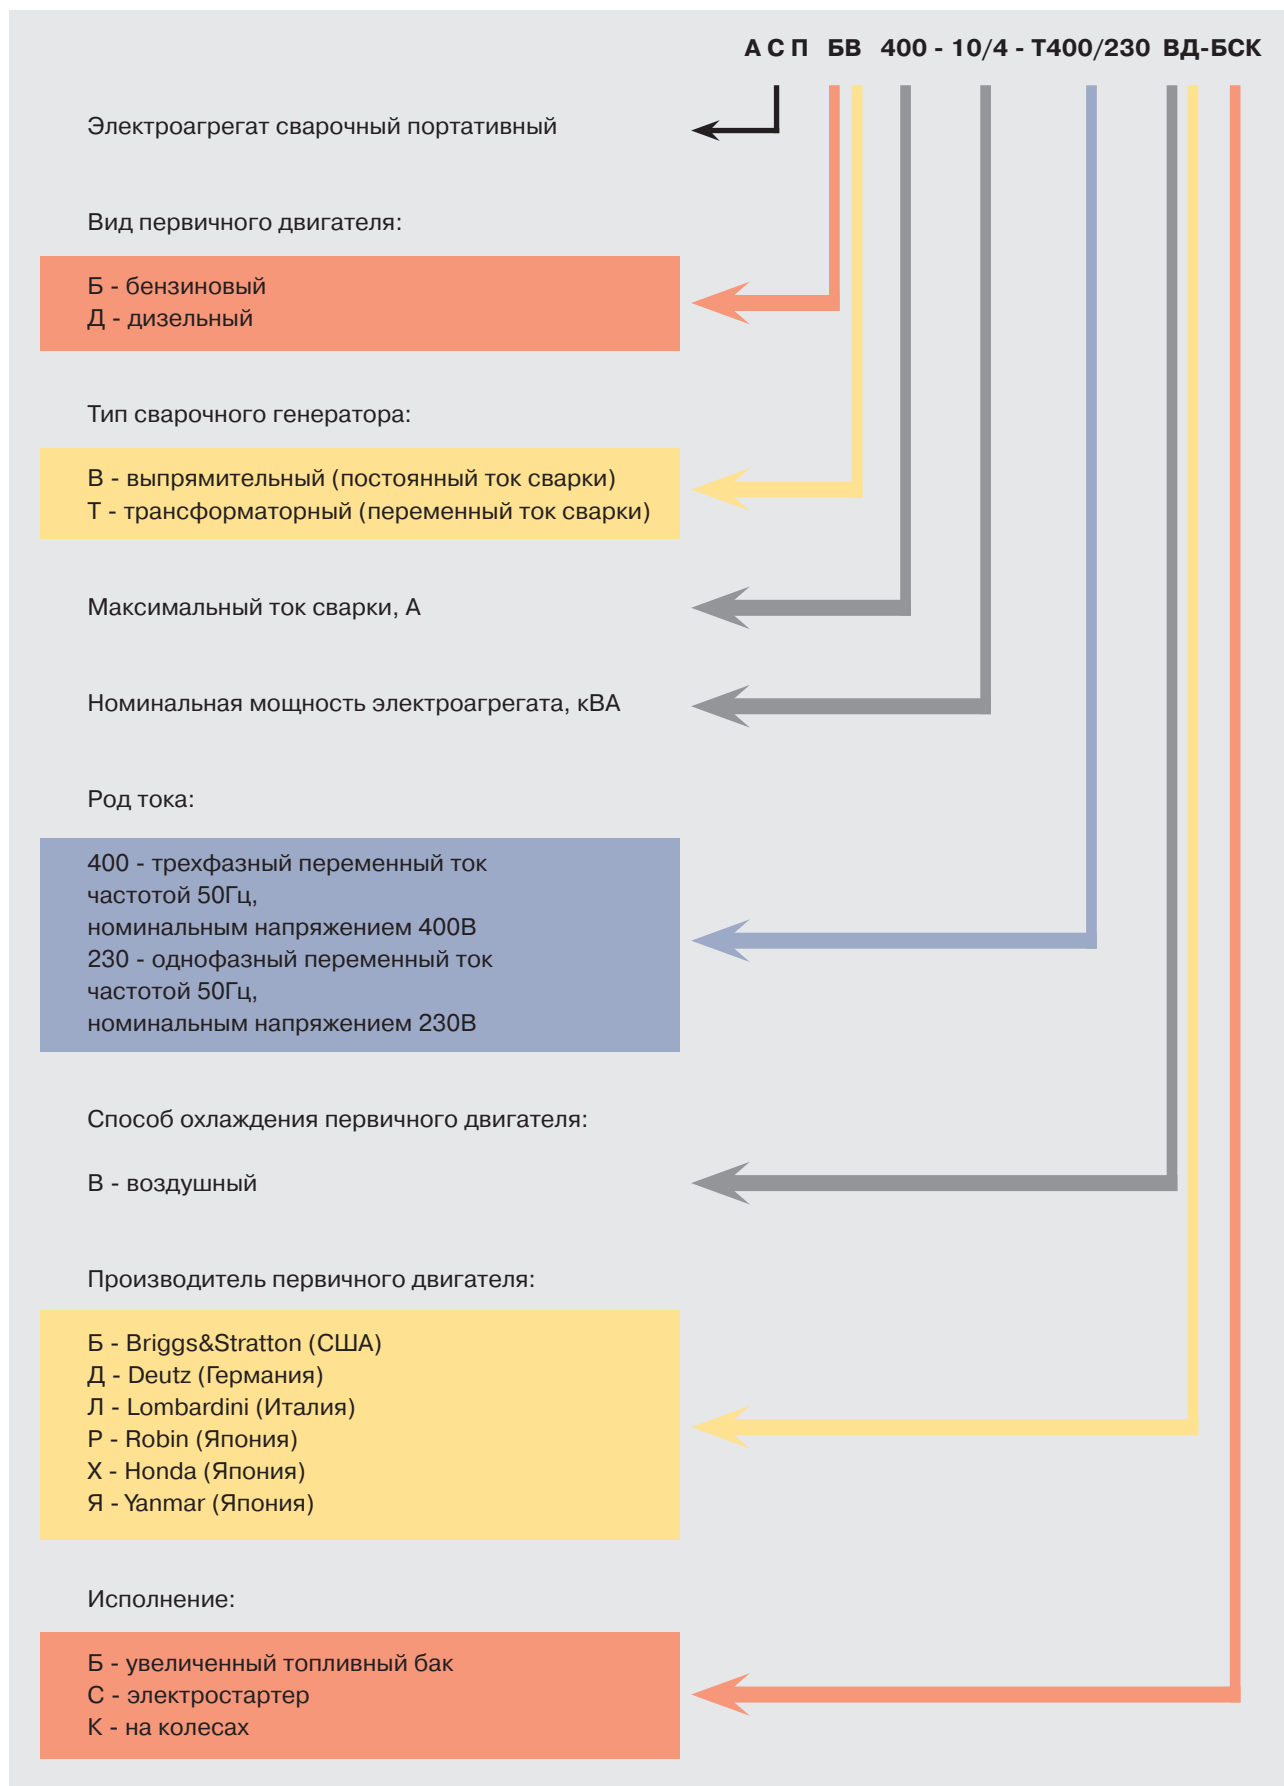 А С П БВ 400 - 10/4 - Т400/230 ВД-БСК
Электроагрегат сварочный портативный
Вид первичного двигателя:
Б - бензиновый
Д - дизельный
Тип сварочного генератора:
В - выпрямительный (постоянный ток сварки)
Т - трансформаторный (переменный ток сварки)
Максимальный ток сварки, А
Номинальная мощность электроагрегата, кВА
Род тока:
400 - трехфазный переменный ток
частотой 50Гц,
номинальным напряжением 400В
230 - однофазный переменный ток
частотой 50Гц,
номинальным напряжением 230В
Способ охлаждения первичного двигателя:
В - воздушный
Производитель первичного двигателя:
Б - Briggs&Stratton (США)
Д - Deutz (Германия)
Л - Lombardini (Италия)
Р - Robin (Япония)
Х - Honda (Япония)
Я - Yanmar (Япония)
Исполнение:
Б - увеличенный топливный бак
С - электростартер
К - на колесах